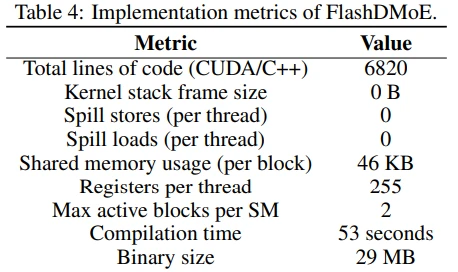 Table 4: Implementation metrics of FlashDMoE.
Metric Value
Total lines of code (CUDA/C++) 6820
Kernel stack frame size 0 B
Spill stores (per thread) 0
Spill loads (per thread) 0
Shared memory usage (per block) 46 KB
Registers per thread 255
Max active blocks per SM 2
Compilation time 53 seconds
Binary size 29 MB